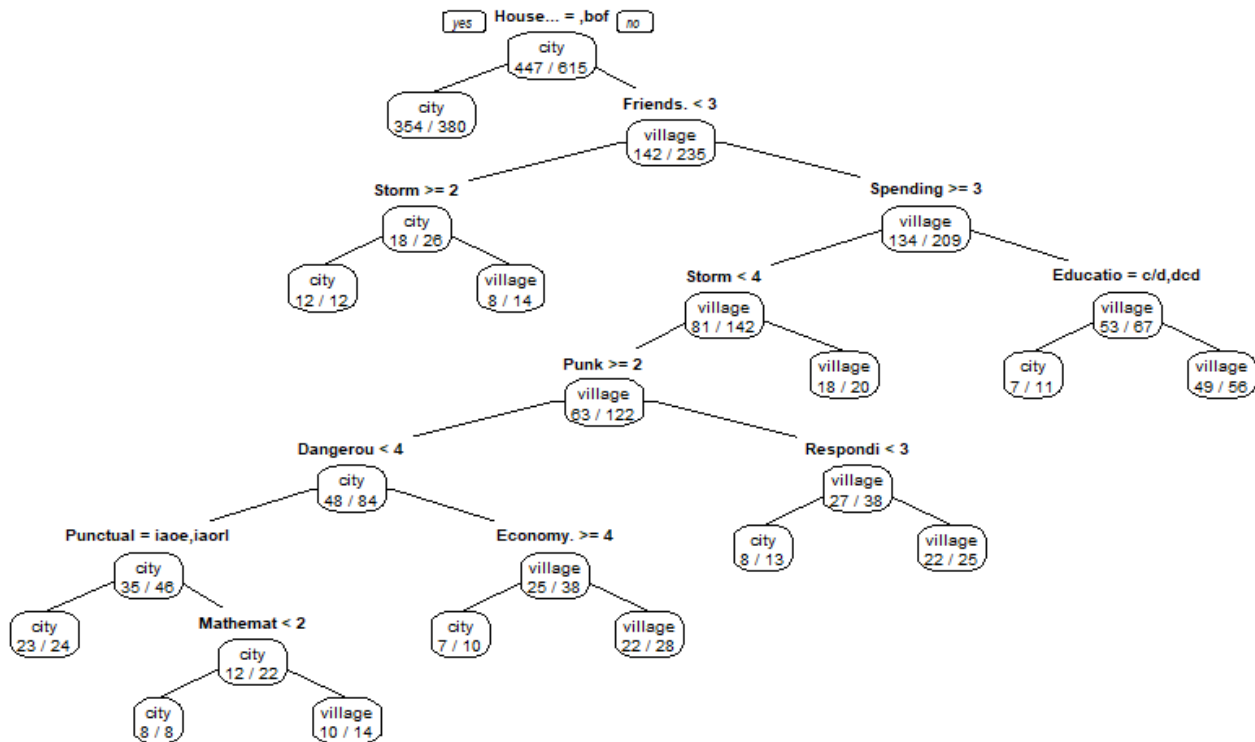 yes House... = ,bof no
city
447 / 615
city
354 / 380
Friends. < 3
village
142 / 235
Storm >= 2
city
18 / 26
city
12 / 12
village
8 / 14
Spending >= 3
village
134 / 209
Storm < 4
village
81 / 142
Educatio = c/d,dcd
village
53 / 67
city
7 / 11
village
49 / 56
Punk >= 2
village
63 / 122
village
18 / 20
Dangerou < 4
city
48 / 84
Respondi < 3
village
27 / 38
city
8 / 13
village
22 / 25
Punctual = iaoe,iaorl
city
35 / 46
Economy. >= 4
village
25 / 38
city
23 / 24
Mathemat < 2
city
12 / 22
city
7 / 10
village
22 / 28
city
8 / 8
village
10 / 14